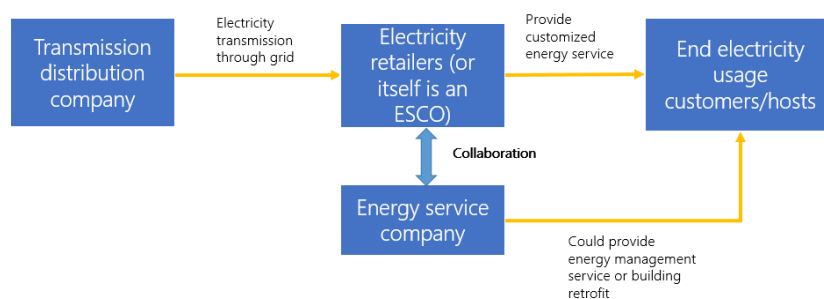 Transmission
distribution
company
Electricity
transmission
through grid
Electricity
retailers (or
itself is an
ESCO)
Provide
customized
energy service
End electricity
usage
customers/hosts
Collaboration
Energy service
company
Could provide
energy management
service or building
retrofit